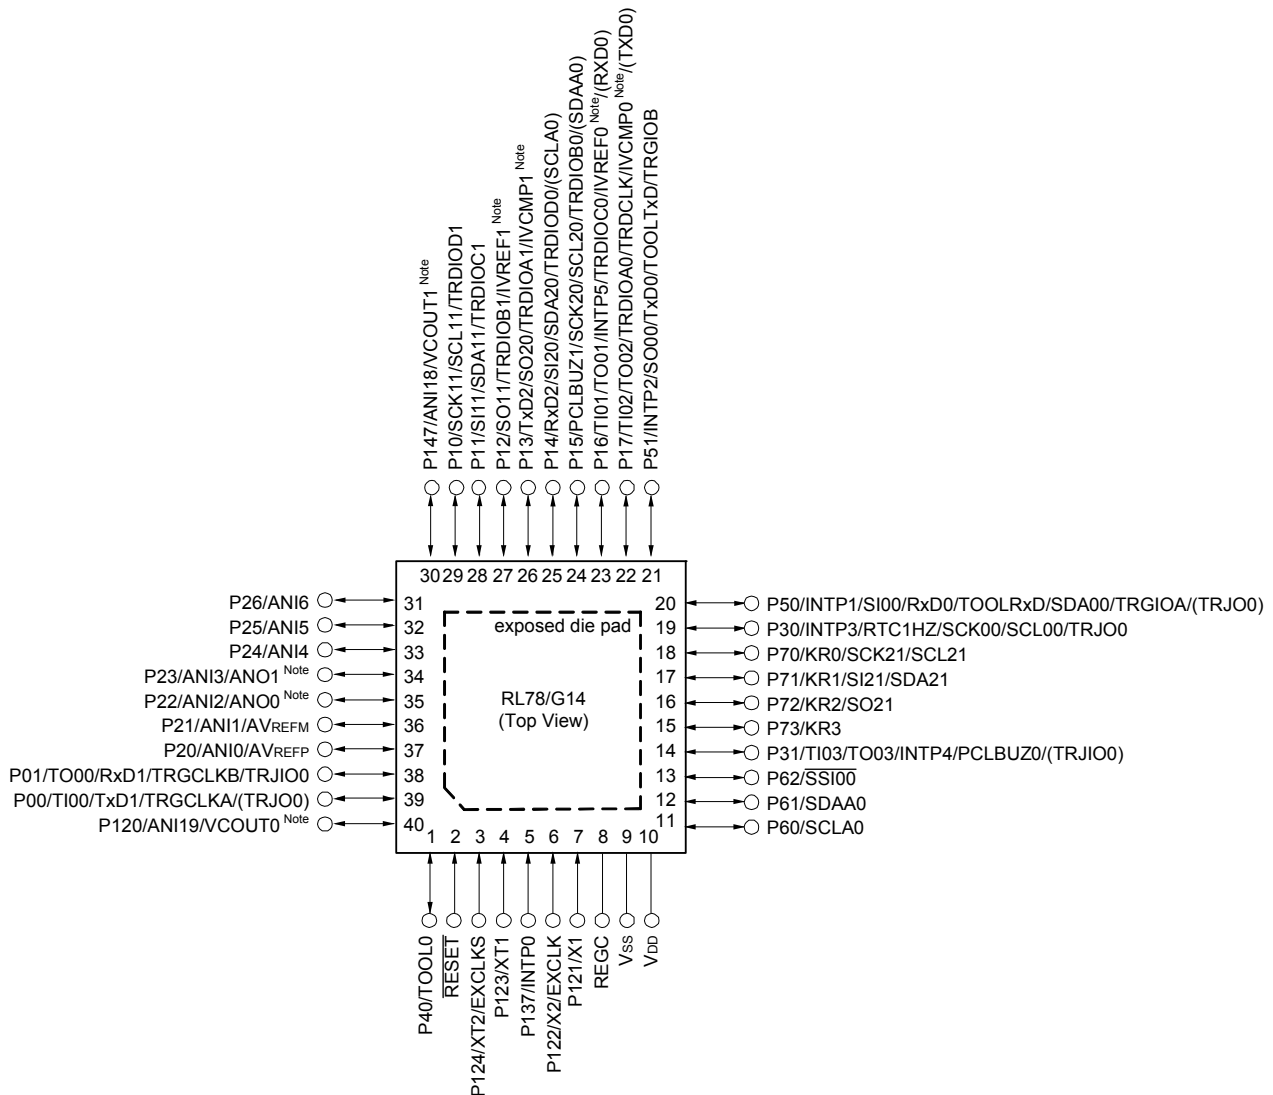 P147/ANI18/VCOUT1 Note
P10/SCK11/SCL11/TRDIOD1
P11/SI11/SDA11/TRDIOC1
P12/SO11/TRDIOB1/IVREF1 Note
P13/TxD2/SO20/TRDIOA1/IVCMP1 Note
P14/RxD2/SI20/SDA20/TRDIOD0/(SCLA0)
P15/PCLBUZ1/SCK20/SCL20/TRDIOB0/(SDAA0)
P16/TI01/TO01/INTP5/TRDIOC0/IVREF0 Note/(RXD0)
P17/TI02/TO02/TRDIOA0/TRDCLK/IVCMP0 Note/(TXD0)
P51/INTP2/SO00/TxD0/TOOLTxD/TRGIOB
30 29 28 27 26 25 24 23 22 21
P26/ANI6 31
P25/ANI5 32
P24/ANI4 33
P23/ANI3/ANO1 Note 34
P22/ANI2/ANO0 Note 35
P21/ANI1/AVREFM 36
P20/ANI0/AVREFP 37
P01/TO00/RxD1/TRGCLKB/TRJIO0 38
P00/TI00/TxD1/TRGCLKA/(TRJO0) 39
P120/ANI19/VCOUT0 Note 40
exposed die pad
RL78/G14
(Top View)
20 P50/INTP1/SI00/RxD0/TOOLRxD/SDA00/TRGIOA/(TRJO0)
19 P30/INTP3/RTC1HZ/SCK00/SCL00/TRJO0
18 P70/KR0/SCK21/SCL21
17 P71/KR1/SI21/SDA21
16 P72/KR2/SO21
15 P73/KR3
14 P31/TI03/TO03/INTP4/PCLBUZ0/(TRJIO0)
13 P62/SSI00
12 P61/SDAA0
11 P60/SCLA0
1 2 3 4 5 6 7 8 9 10
P40/TOOL0
RESET
P124/XT2/EXCLKS
P123/XT1
P137/INTP0
P122/X2/EXCLK
P121/X1
REGC
VSS
VDD